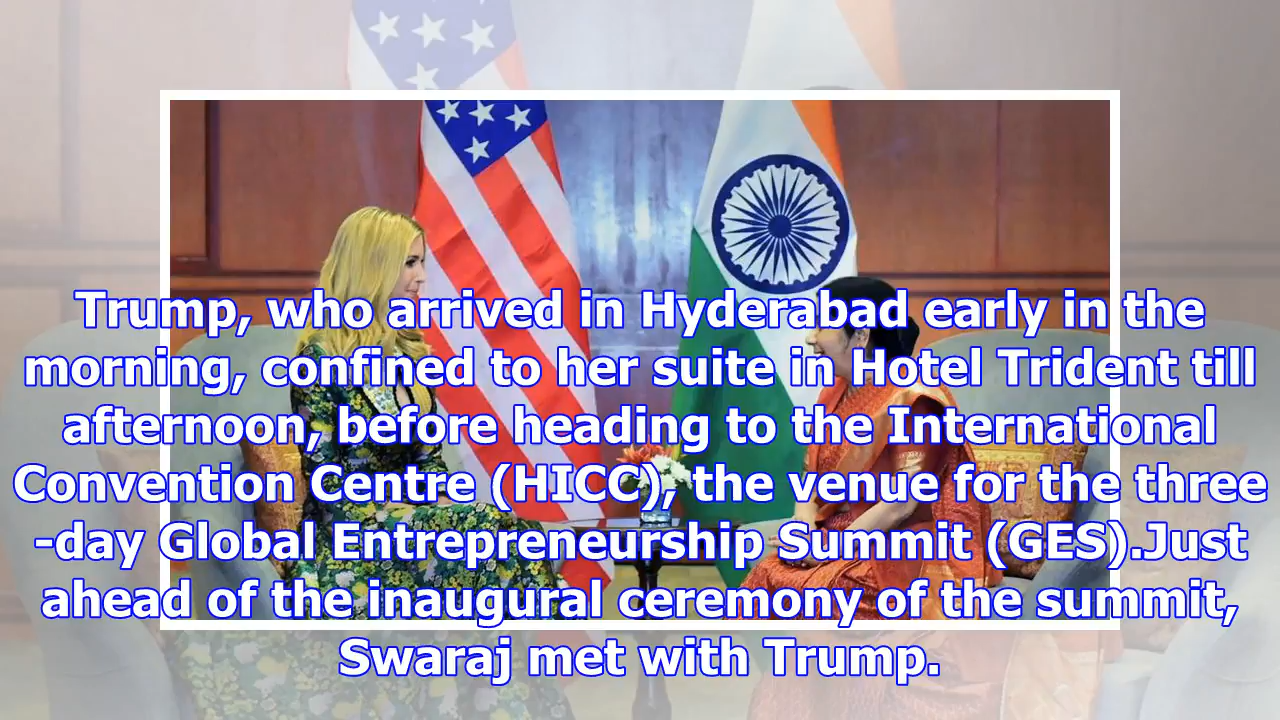 Trump, who arrived in Hyderabad early in the
morning, confined to her suite in Hotel Trident till
afternoon, before heading to the International
Convention Centre (HICC), the venue for the three
-day Global Entrepreneurship Summit (GES).Just
ahead of the inaugural ceremony of the summit,
Swaraj met with Trump.